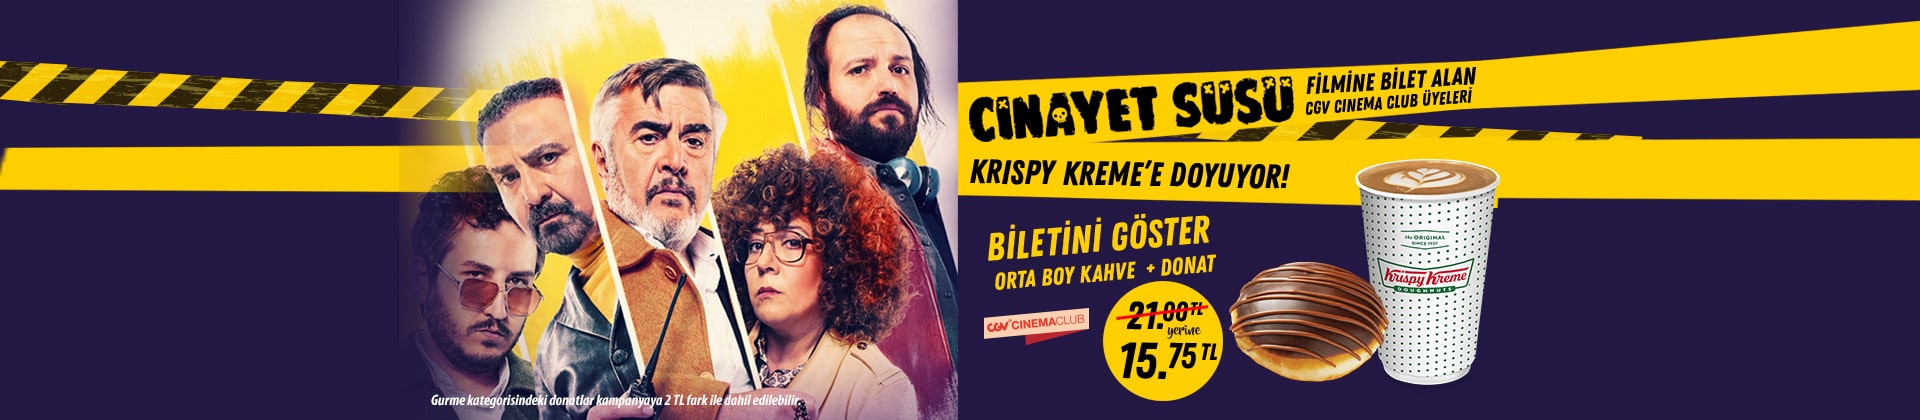 CİNAYET SÜSÜ
FİLMİNE BİLET ALAN
CGV CINEMA CLUB ÜYELERİ
KRISPY KREME'E DOYUYOR!
BİLETİNİ GÖSTER
ORTA BOY KAHVE + DONAT
CGV CINEMACLUB
21.00 TL
yerine
15.75 TL
the ORIGINAL
SINCE 1937
Krispy Kreme
DOUGHNUTS
Gurme kategorisindeki donatlar kampanyaya 2 TL fark ile dahil edilebilir.